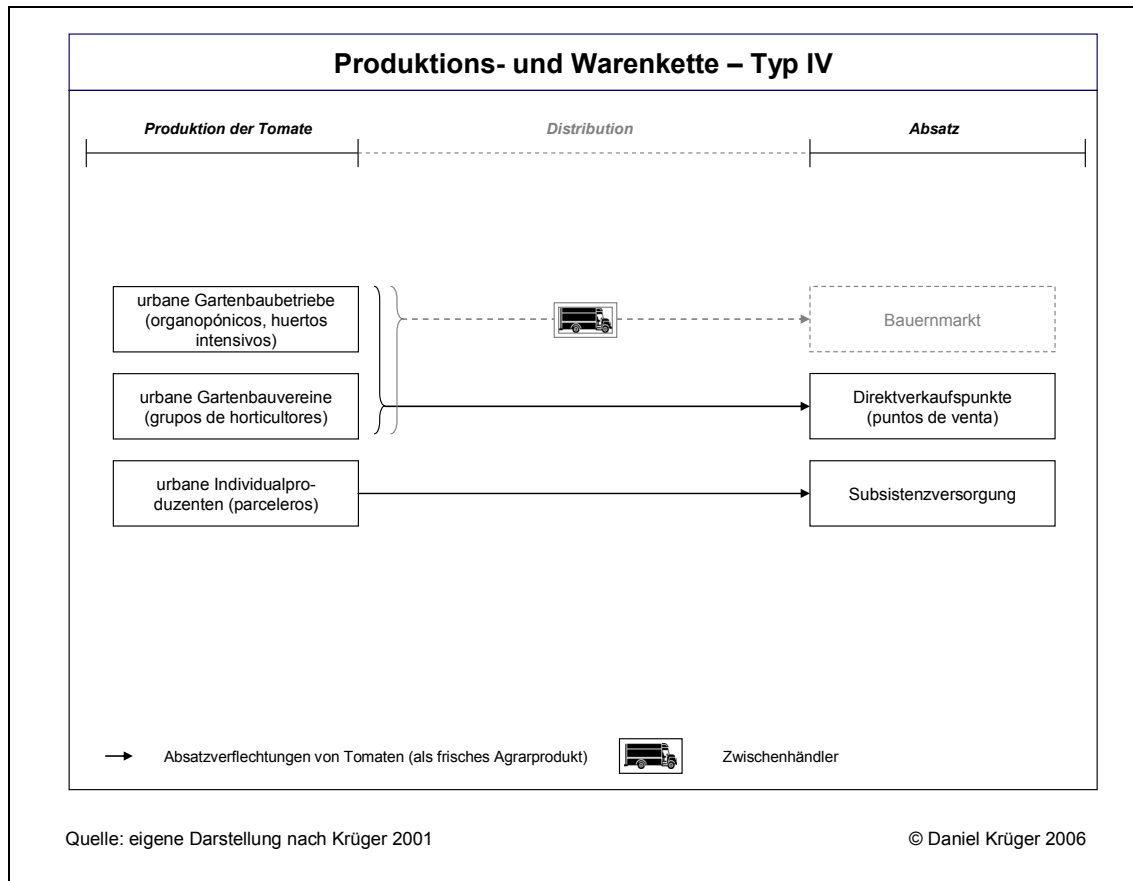 Produktions- und Warenkette – Typ IV
Produktion der Tomate
Distribution
Absatz
urbane Gartenbaubetriebe
(organopónicos, huertos
intensivos)
Bauernmarkt
urbane Gartenbauvereine
(grupos de horticultores)
Direktverkaufspunkte
(puntos de venta)
urbane Individualpro-
duzenten (parceleros)
Subsistenzversorgung
Absatzverflechtungen von Tomaten (als frisches Agrarprodukt)
Zwischenhändler
Quelle: eigene Darstellung nach Krüger 2001
© Daniel Krüger 2006